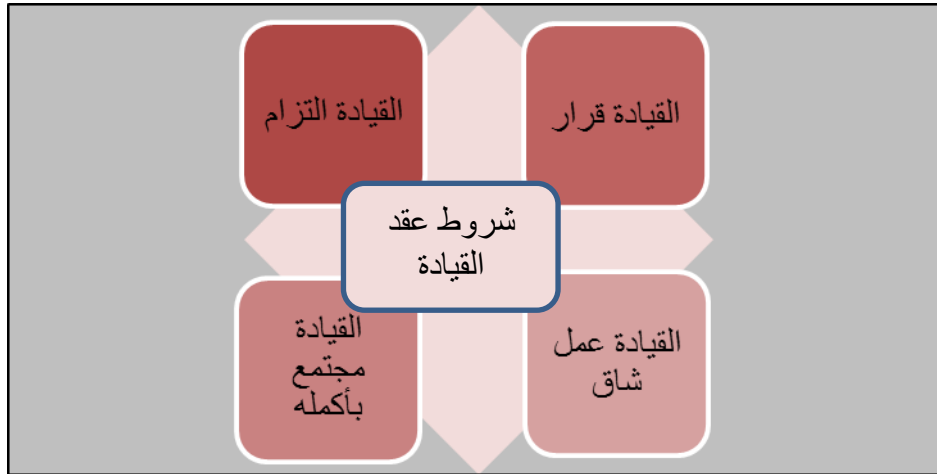 القيادة قرار
القيادة التزام
شروط عقد
القيادة
القيادة عمل
شاق
القيادة
مجتمع
بأكمله